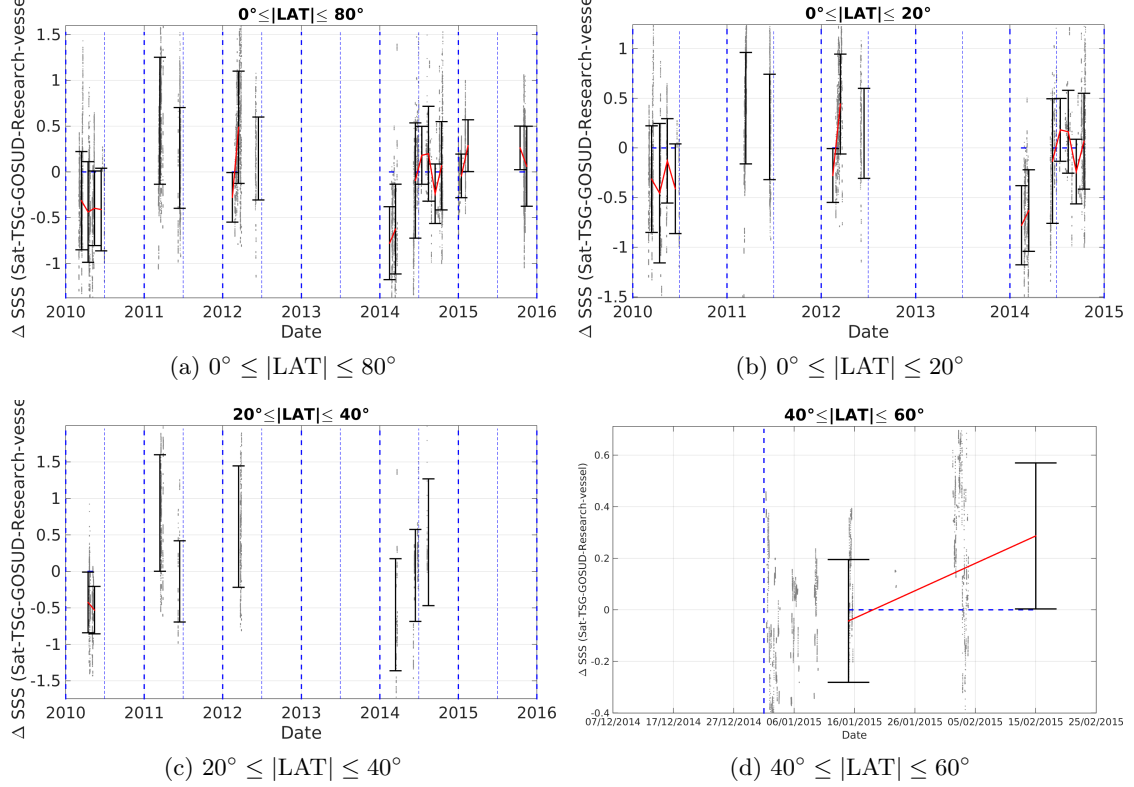 0°≤|LAT|≤ 80°
Δ SSS (Sat-TSG-GOSUD-Research-vessel
1.5
1
0.5
0
-0.5
-1
2010 2011 2012 2013 2014 2015 2016
Date
(a) 0° ≤ |LAT| ≤ 80°
0°≤|LAT|≤ 20°
Δ SSS (Sat-TSG-GOSUD-Research-vessel
1
0.5
0
-0.5
-1
-1.5
2010 2011 2012 2013 2014 2015
Date
(b) 0° ≤ |LAT| ≤ 20°
20°≤|LAT|≤ 40°
Δ SSS (Sat-TSG-GOSUD-Research-vesse
1.5
1
0.5
0
-0.5
-1
-1.5
2010 2011 2012 2013 2014 2015 2016
Date
(c) 20° ≤ |LAT| ≤ 40°
40°≤|LAT|≤ 60°
Δ SSS (Sat-TSG-GOSUD-Research-vessel)
0.6
0.4
0.2
0
-0.2
-0.4
07/12/2014 17/12/2014 27/12/2014 06/01/2015 16/01/2015 26/01/2015 05/02/2015 15/02/2015 25/02/2015
Date
(d) 40° ≤ |LAT| ≤ 60°